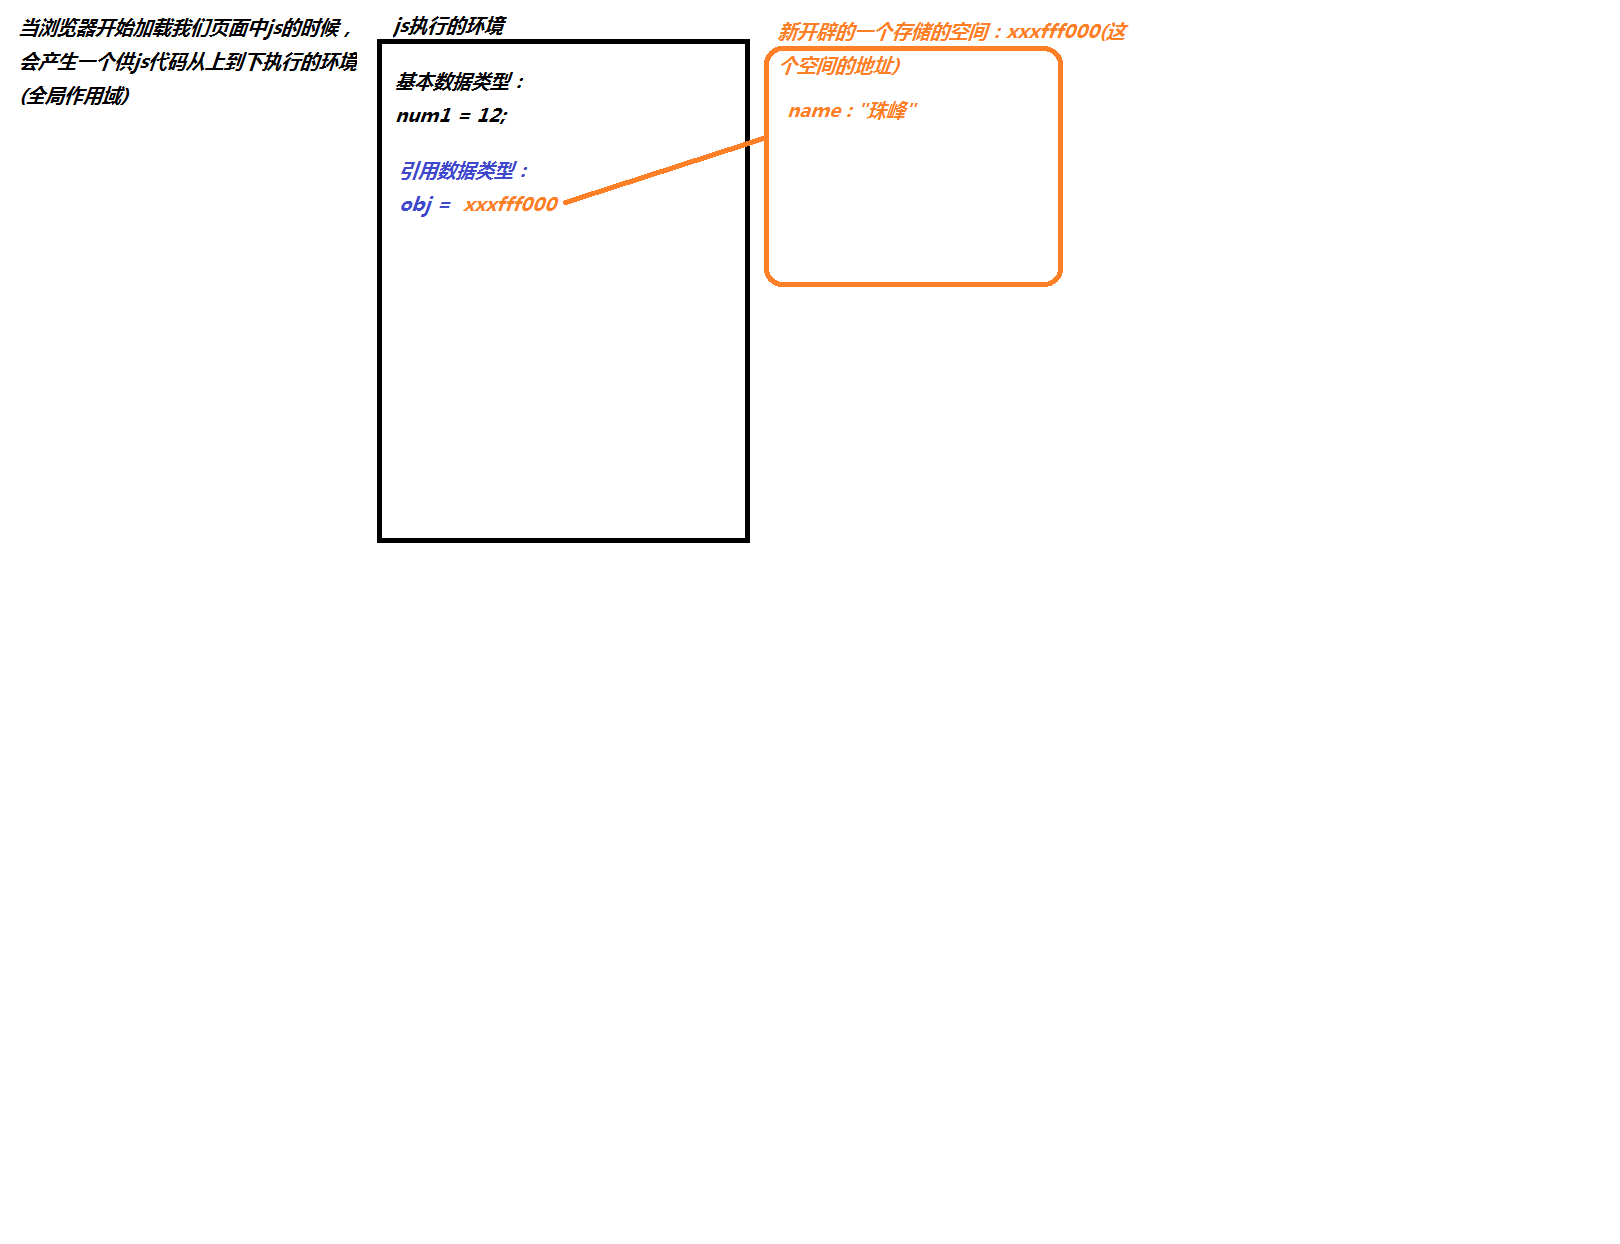 当浏览器开始加载我们页面中js的时候，
会产生一个供js代码从上到下执行的环境
(全局作用域)
js执行的环境
基本数据类型：
num1 = 12;
引用数据类型：
obj = xxxfff000
新开辟的一个存储的空间：xxxfff000(这
个空间的地址)
name："珠峰"